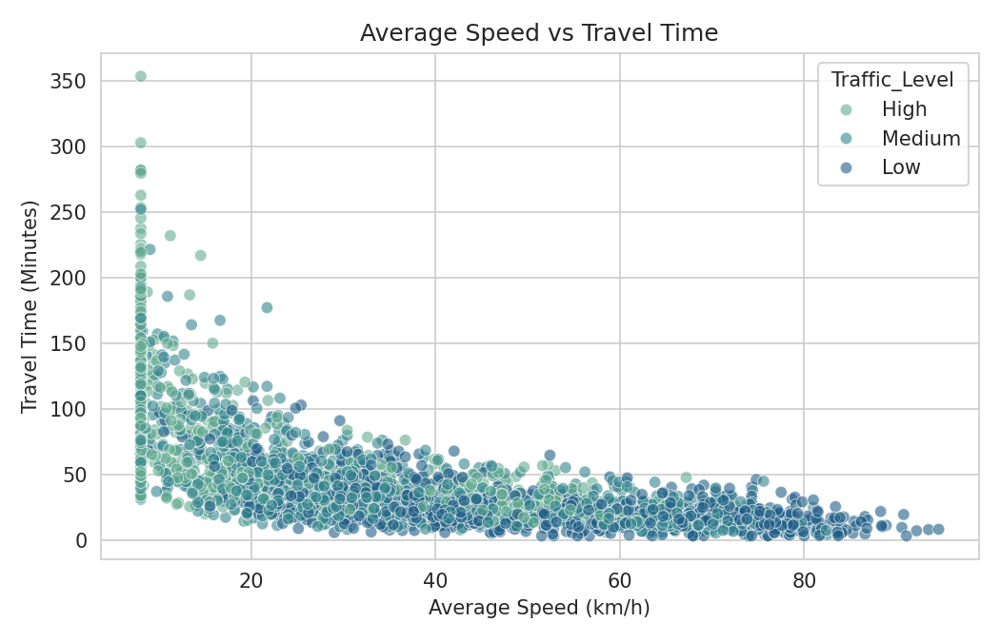 Average Speed vs Travel Time
Traffic_Level
High
Medium
Low
350
300
250
200
150
100
50
0
Travel Time (Minutes)
20 40 60 80
Average Speed (km/h)